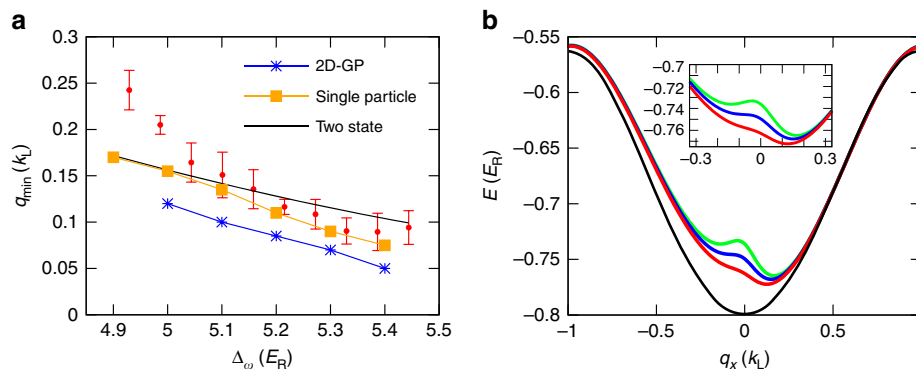 a
0.3
0.25
0.2
0.15
0.1
0.05
0
q_min (k_L)
2D-GP
Single particle
Two state
4.9 5 5.1 5.2 5.3 5.4 5.5
Δ_ω (E_R)
b
−0.55
−0.6
−0.65
−0.7
−0.75
−0.8
E (E_R)
−0.7
−0.72
−0.74
−0.76
−0.3 0 0.3
−1 −0.5 0 0.5 1
q_x (k_L)